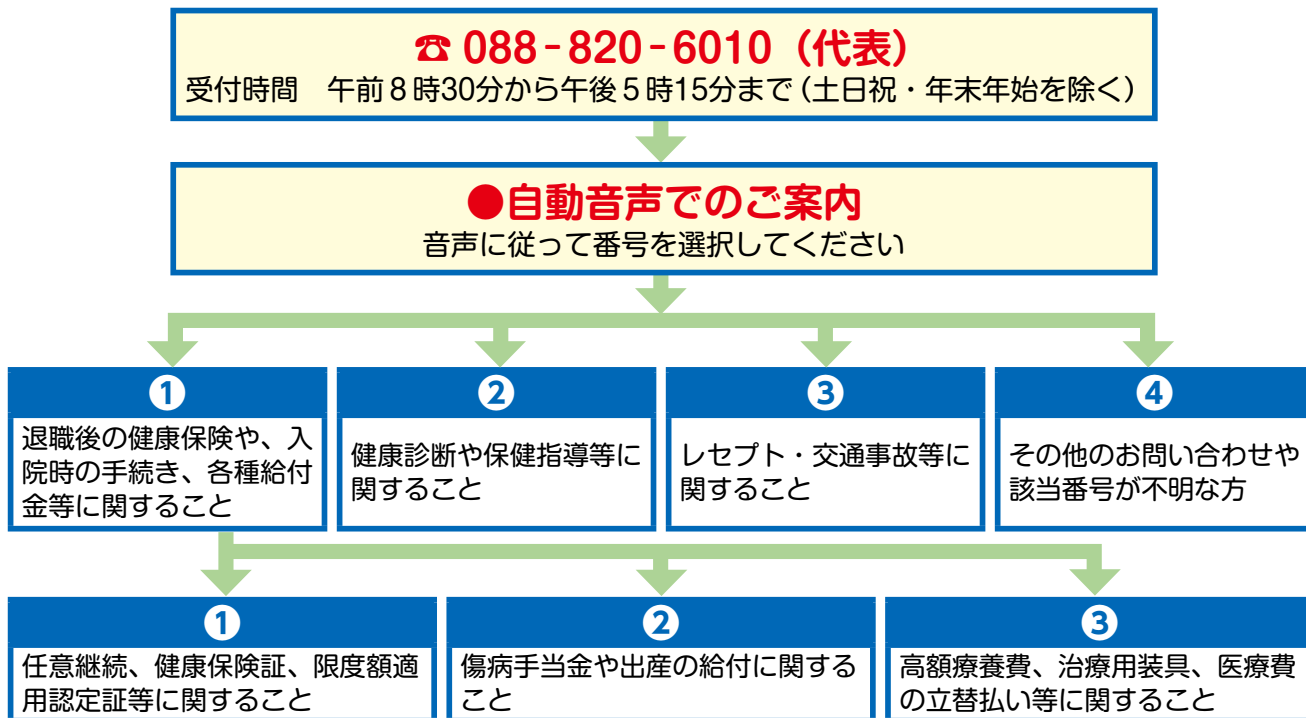 ☎ 088-820-6010（代表）
受付時間　午前8時30分から午後5時15分まで（土日祝・年末年始を除く）
●自動音声でのご案内
音声に従って番号を選択してください
❶
退職後の健康保険や、入
院時の手続き、各種給付
金等に関すること
❷
健康診断や保健指導等に
関すること
❸
レセプト・交通事故等に
関すること
❹
その他のお問い合わせや
該当番号が不明な方
❶
任意継続、健康保険証、限度額適
用認定証等に関すること
❷
傷病手当金や出産の給付に関する
こと
❸
高額療養費、治療用装具、医療費
の立替払い等に関すること